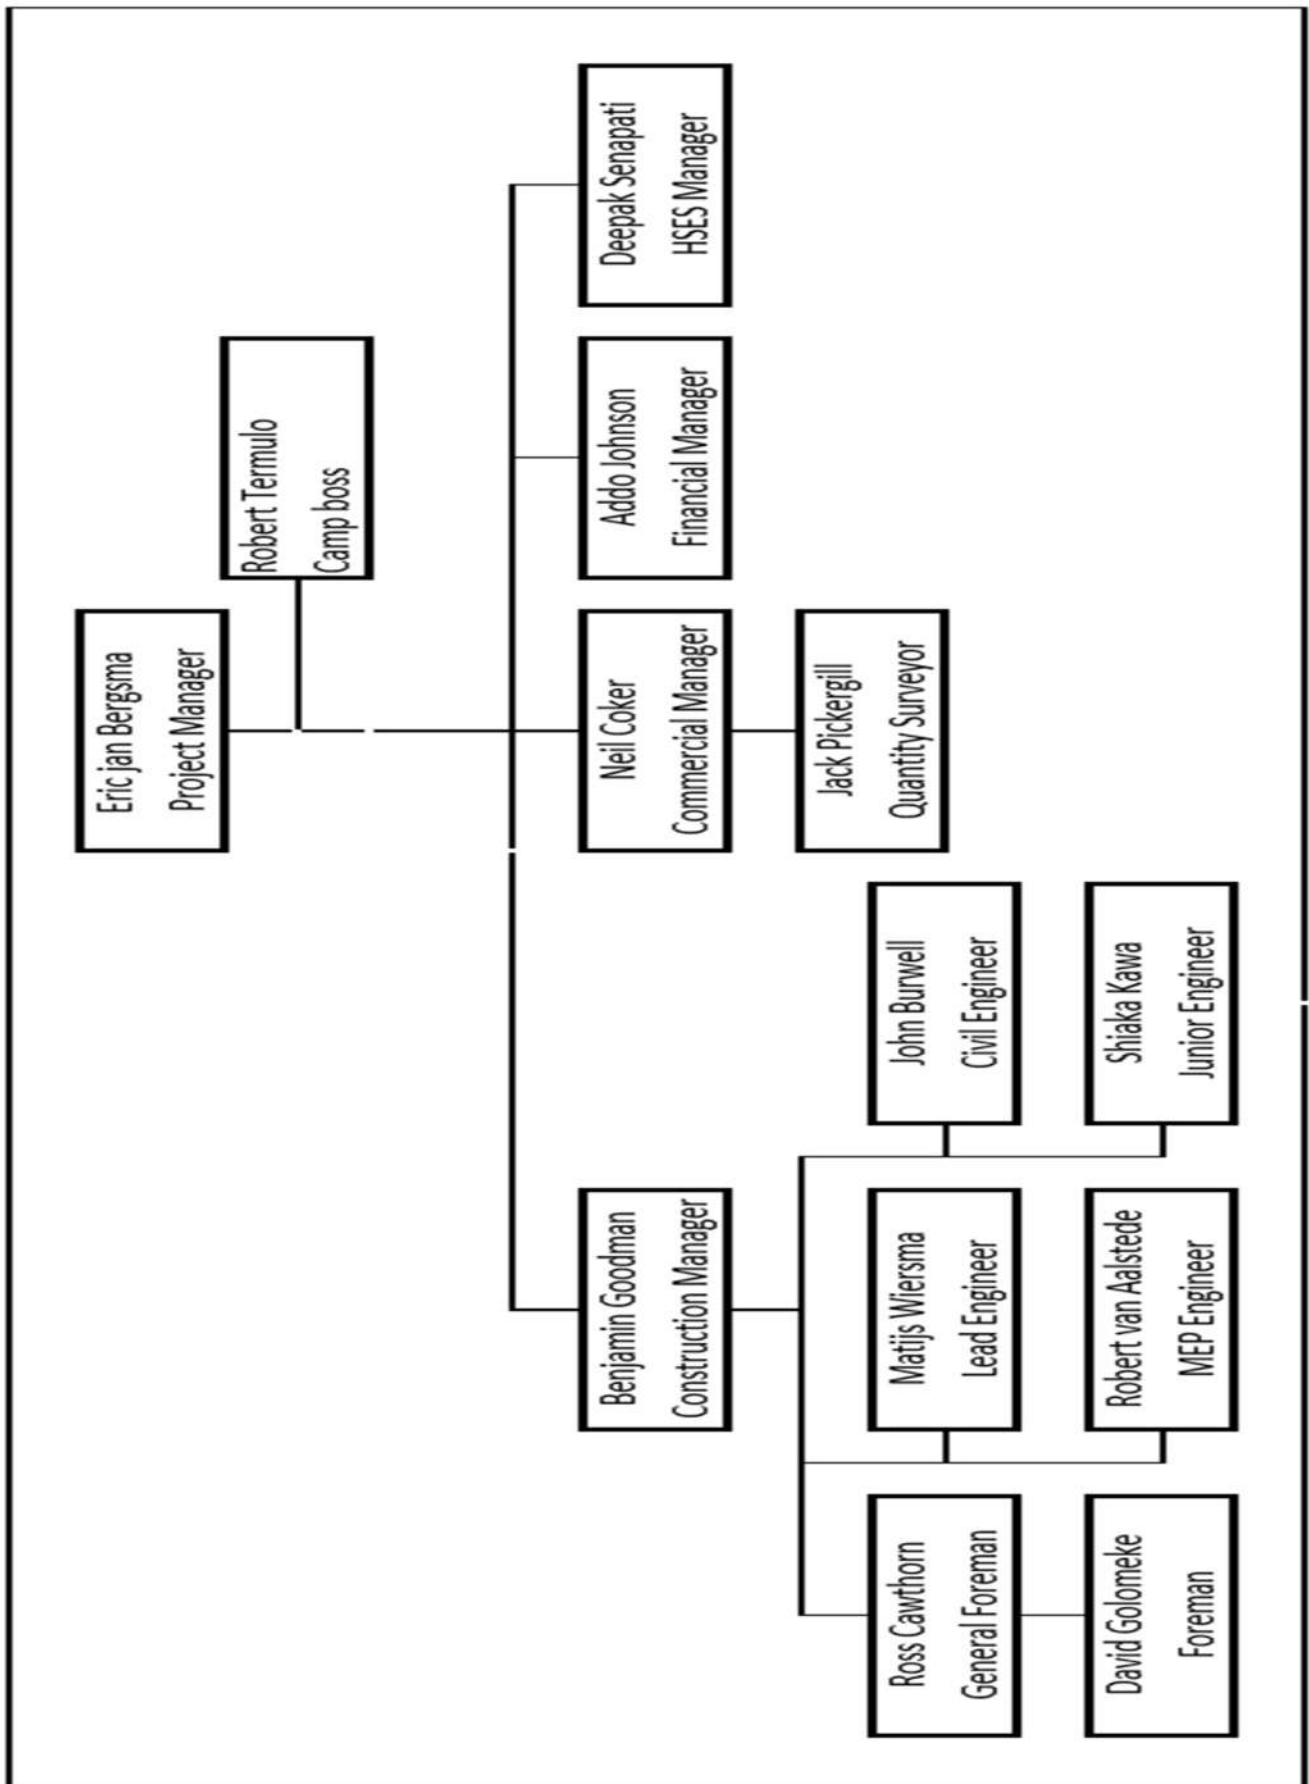 Eric jan Bergsma
Project Manager
Robert Termulo
Camp boss
Benjamin Goodman
Construction Manager
Neil Coker
Commercial Manager
Addo Johnson
Financial Manager
Deepak Senapati
HSES Manager
Jack Pickergill
Quantity Surveyor
Ross Cawthorn
General Foreman
Matijs Wiersma
Lead Engineer
John Burwell
Civil Engineer
David Golomeke
Foreman
Robert van Aalstede
MEP Engineer
Shiaka Kawa
Junior Engineer